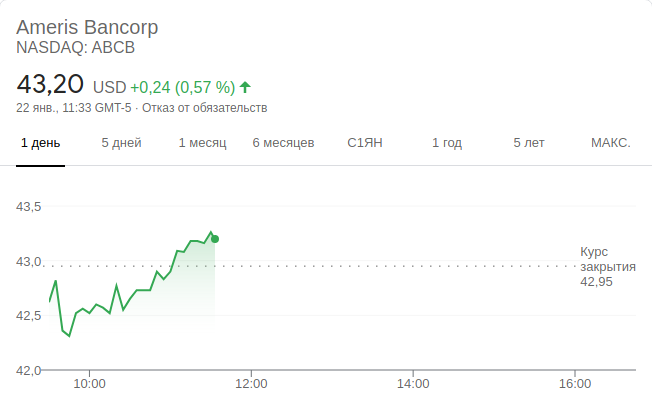 Ameris Bancorp
NASDAQ: ABCB
43,20 USD +0,24 (0,57 %)
22 янв., 11:33 GMT-5 · Отказ от обязательств
1 день 5 дней 1 месяц 6 месяцев С1ЯН 1 год 5 лет МАКС.
43,5
43,0
42,5
42,0
Курс
закрытия
42,95
10:00 12:00 14:00 16:00